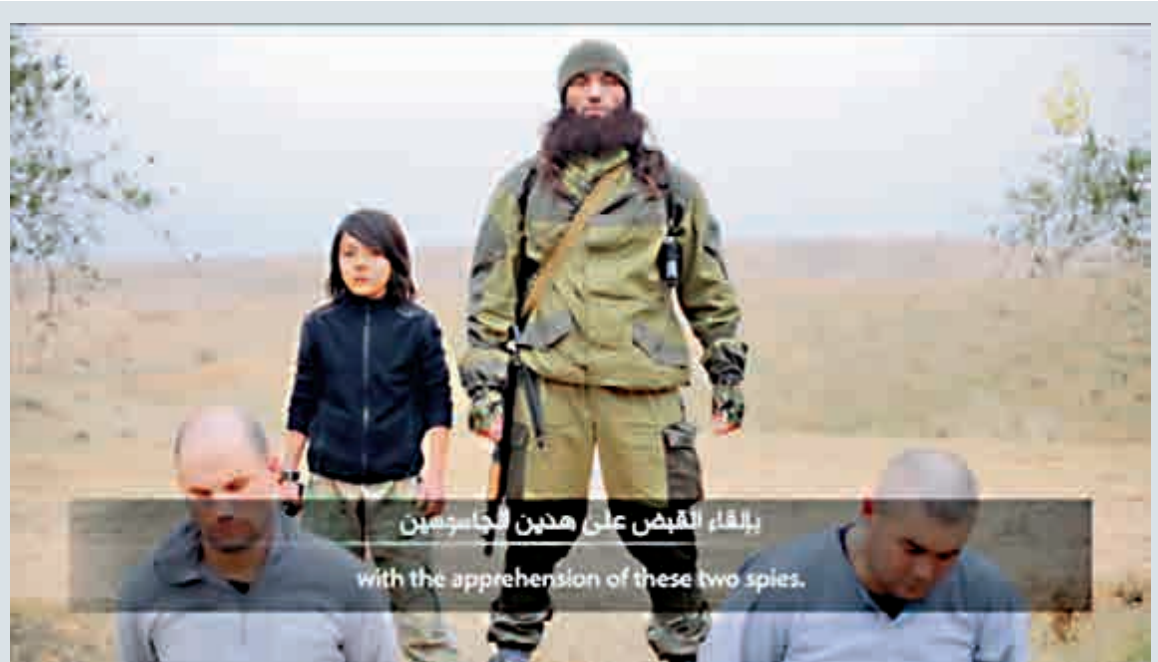 بإلقاء القبض على هذين الجاسوسين
with the apprehension of these two spies.